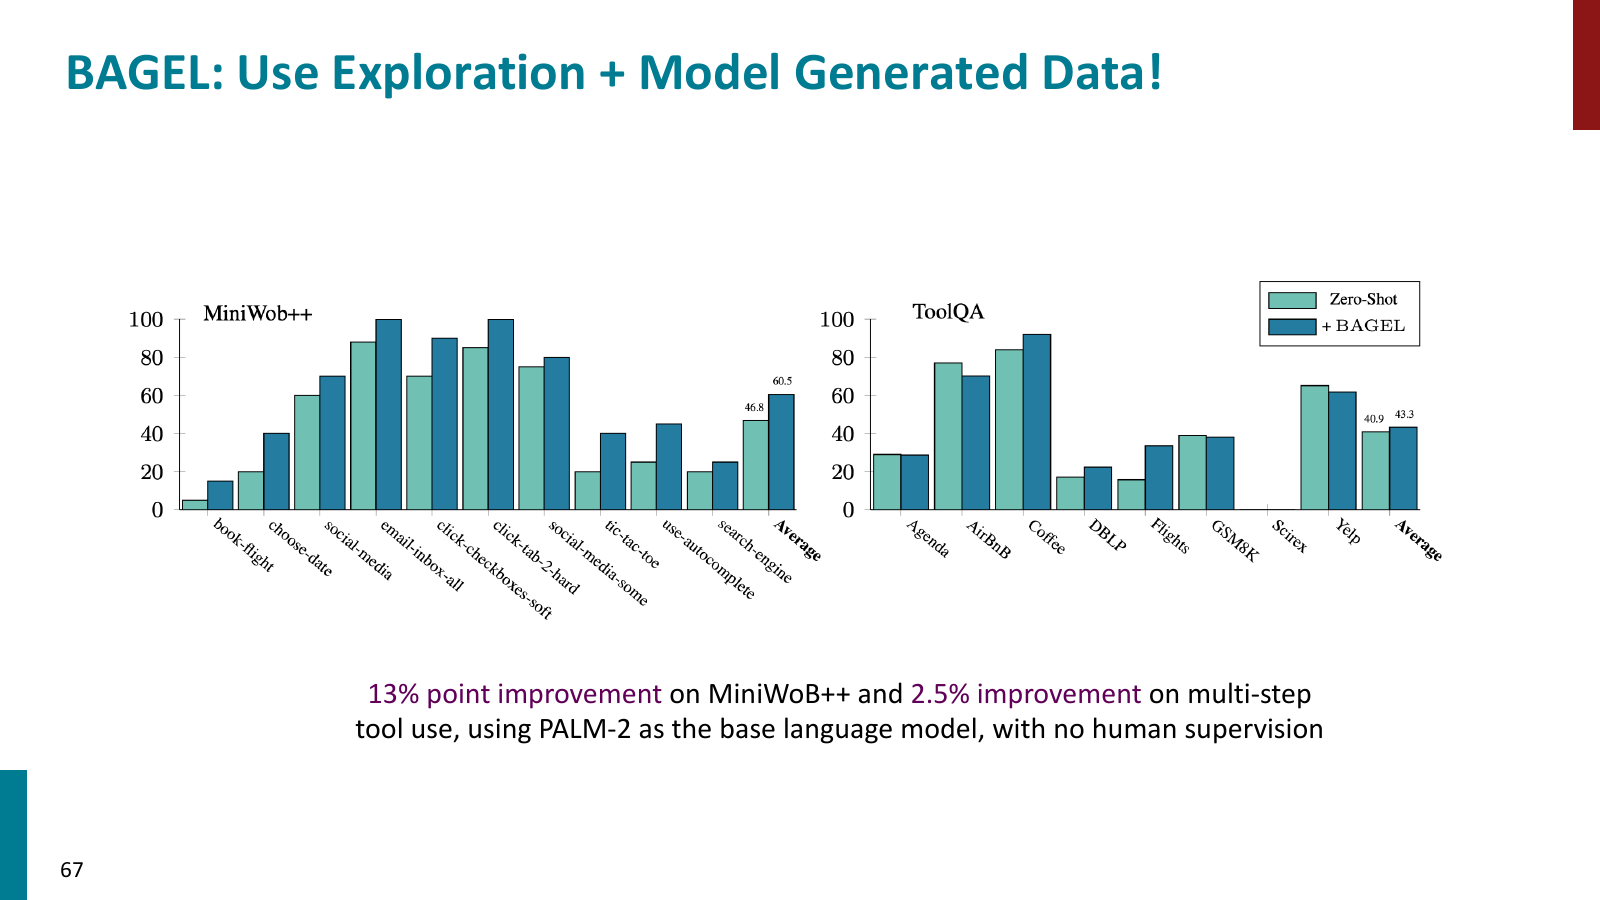 BAGEL: Use Exploration + Model Generated Data!
MiniWob++
100
80
60
40
20
0
46.8
60.5
book-flight
choose-date
social-media
email-inbox-all
click-checkboxes-soft
click-tab-2-hard
social-media-some
tic-tac-toe
use-autocomplete
search-engine
Average
ToolQA
100
80
60
40
20
0
40.9
43.3
Agenda
AirBnB
Coffee
DBLP
Flights
GSM8K
Scirex
Yelp
Average
Zero-Shot
+ BAGEL
13% point improvement on MiniWoB++ and 2.5% improvement on multi-step
tool use, using PALM-2 as the base language model, with no human supervision
67